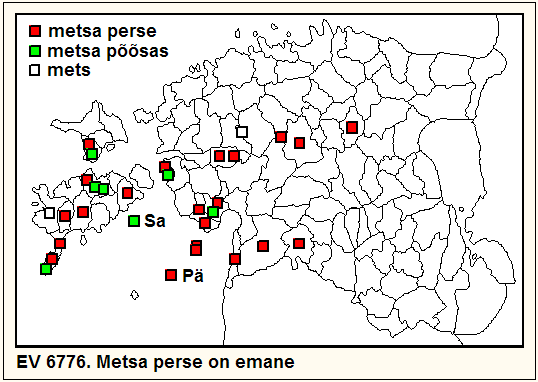 metsa perse
metsa põõsas
mets
Sa
Pä
EV 6776. Metsa perse on emane